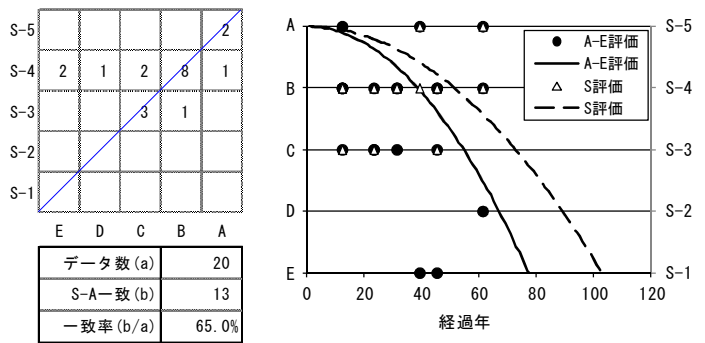 S-5 2
S-4 2 1 2 8 1
S-3 3 1
S-2
S-1
E D C B A
データ数(a) 20
S-A一致(b) 13
一致率(b/a) 65.0%
A S-5
B S-4
C S-3
D S-2
E S-1
0 20 40 60 80 100 120
経過年
A-E評価
A-E評価
S評価
S評価